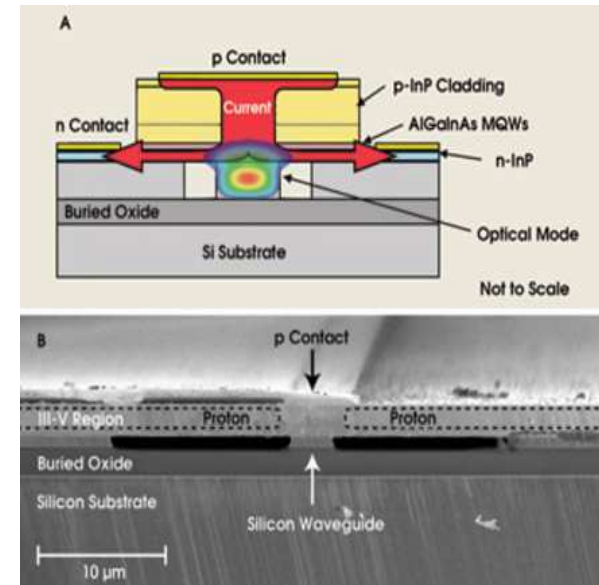 A
p Contact
p-InP Cladding
Current
AlGaInAs MQWs
n Contact
n-InP
Buried Oxide
Optical Mode
Si Substrate
Not to Scale
B
p Contact
III-V Region
Proton
Proton
Buried Oxide
Silicon Substrate
Silicon Waveguide
10 µm